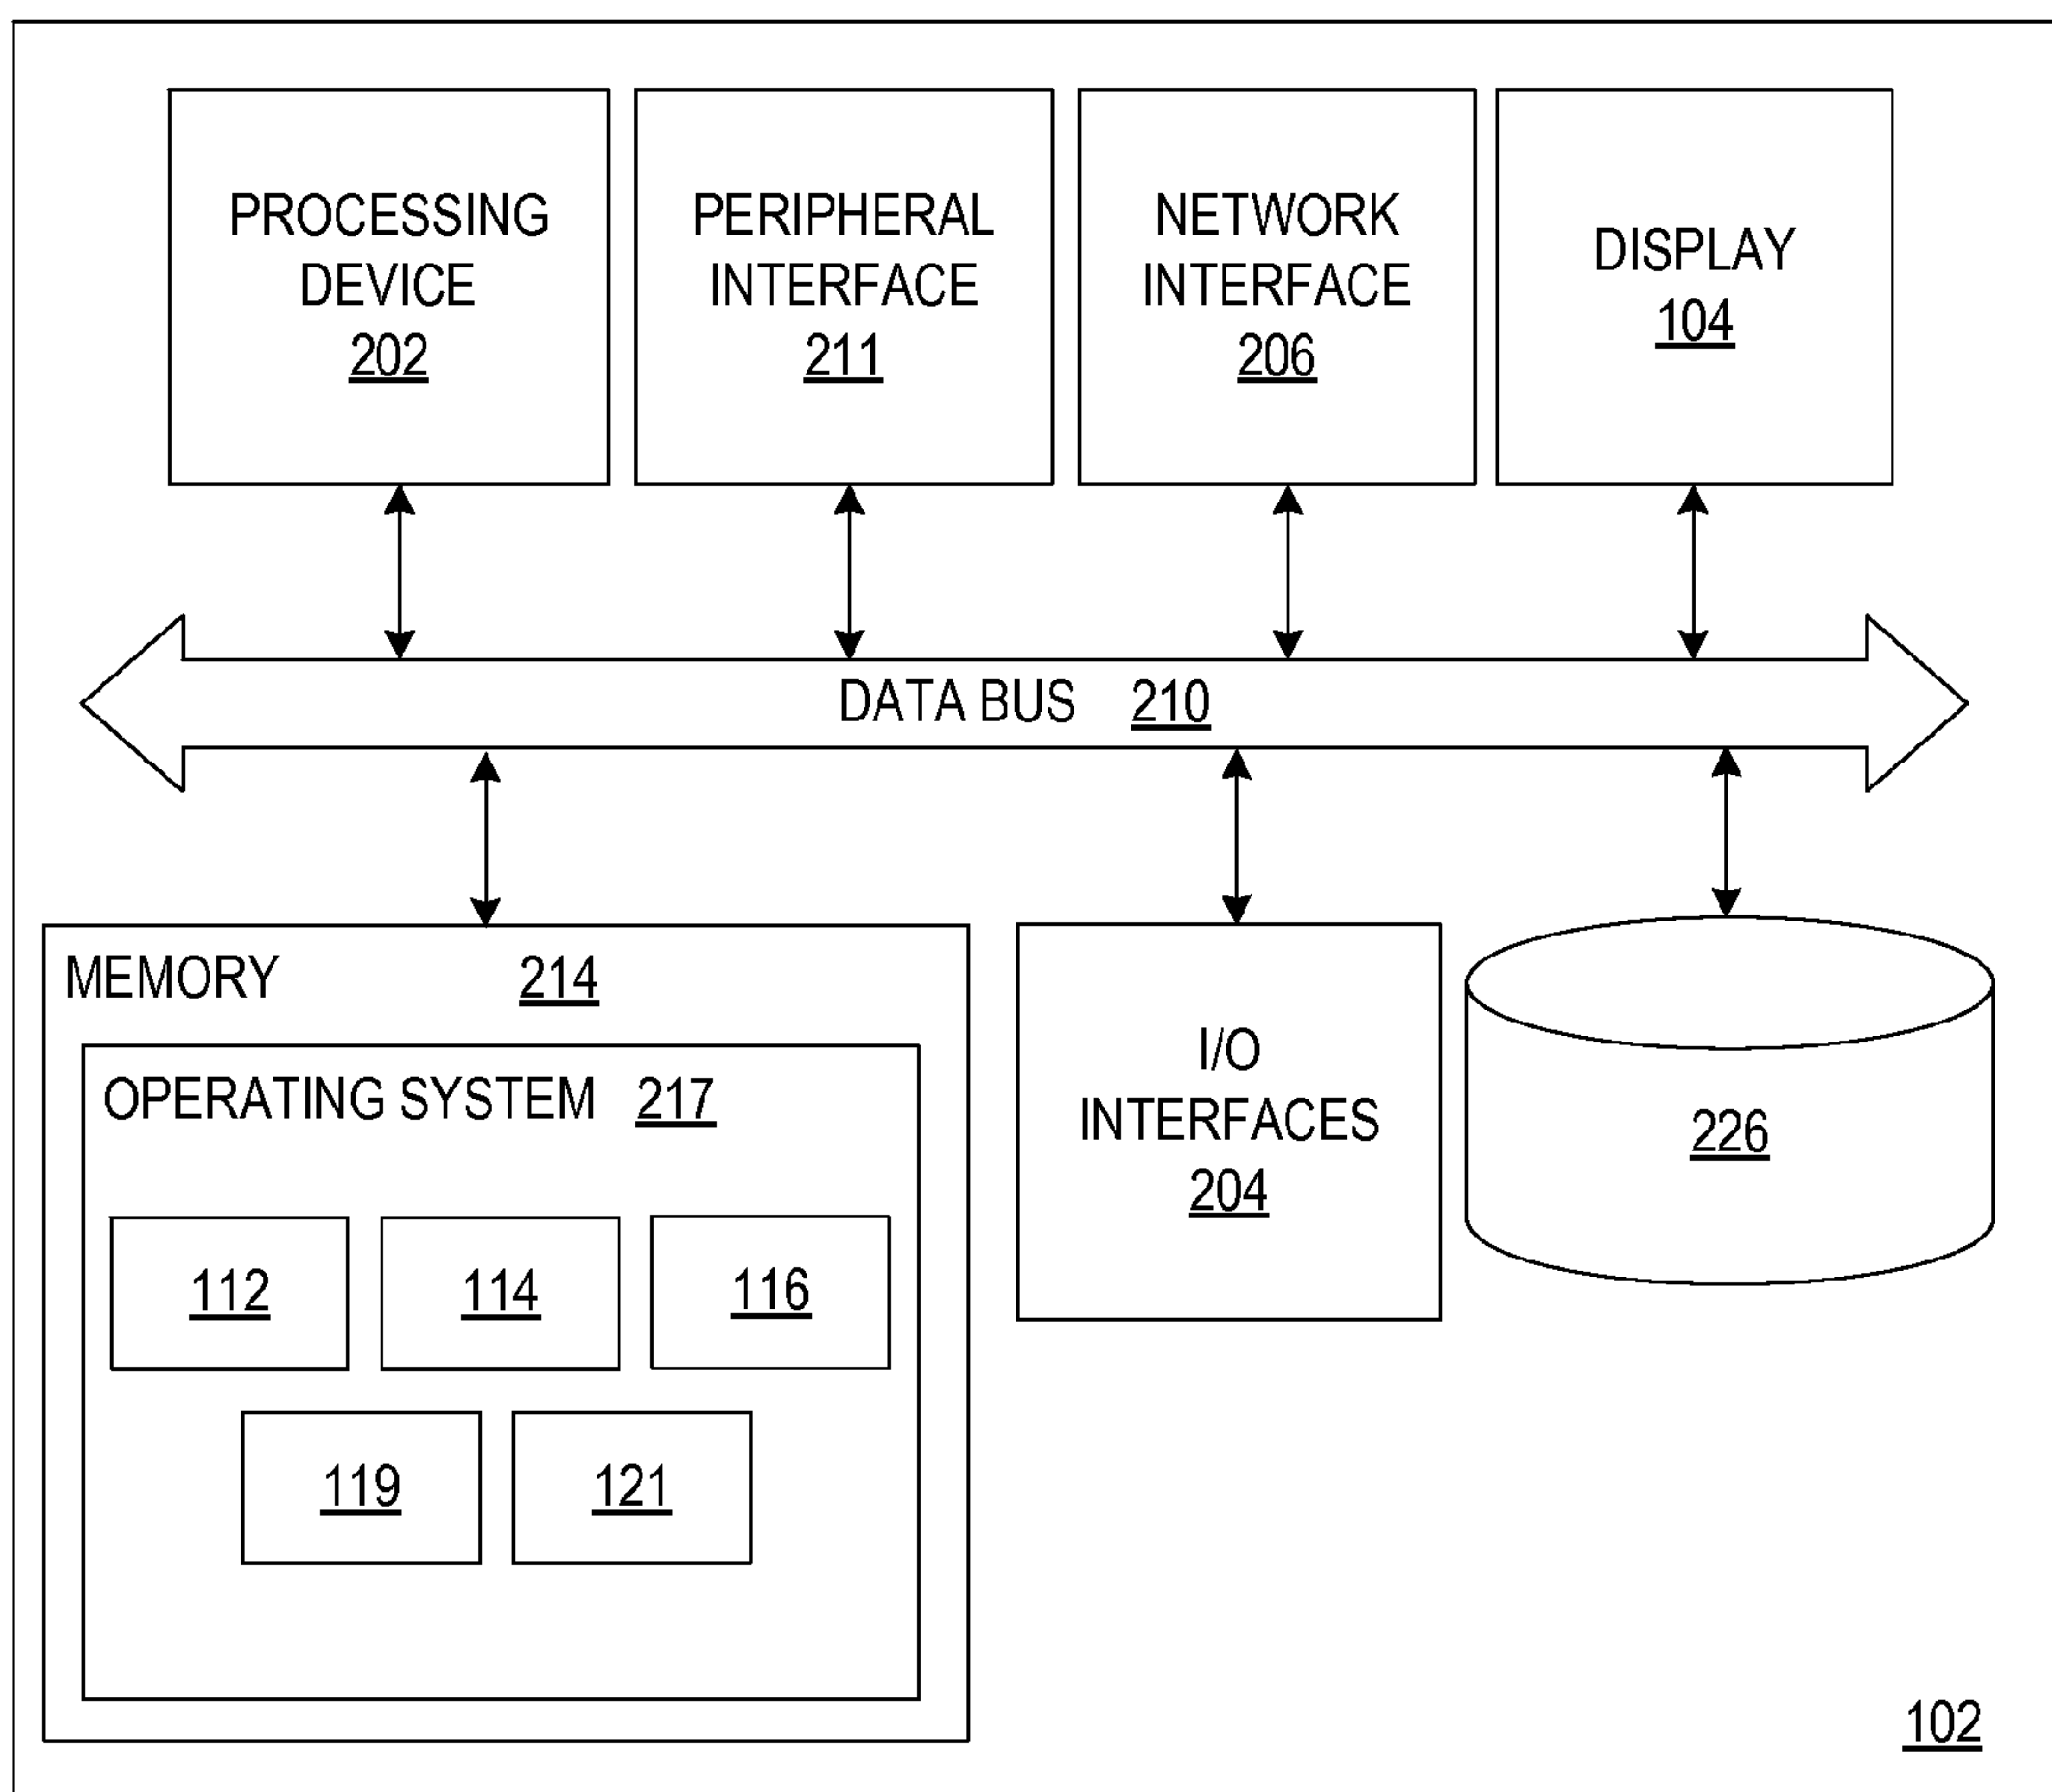 PROCESSING
DEVICE
202
PERIPHERAL
INTERFACE
211
NETWORK
INTERFACE
206
DISPLAY
104
DATA BUS 210
MEMORY 214
OPERATING SYSTEM 217
112
114
116
119
121
I/O
INTERFACES
204
226
102